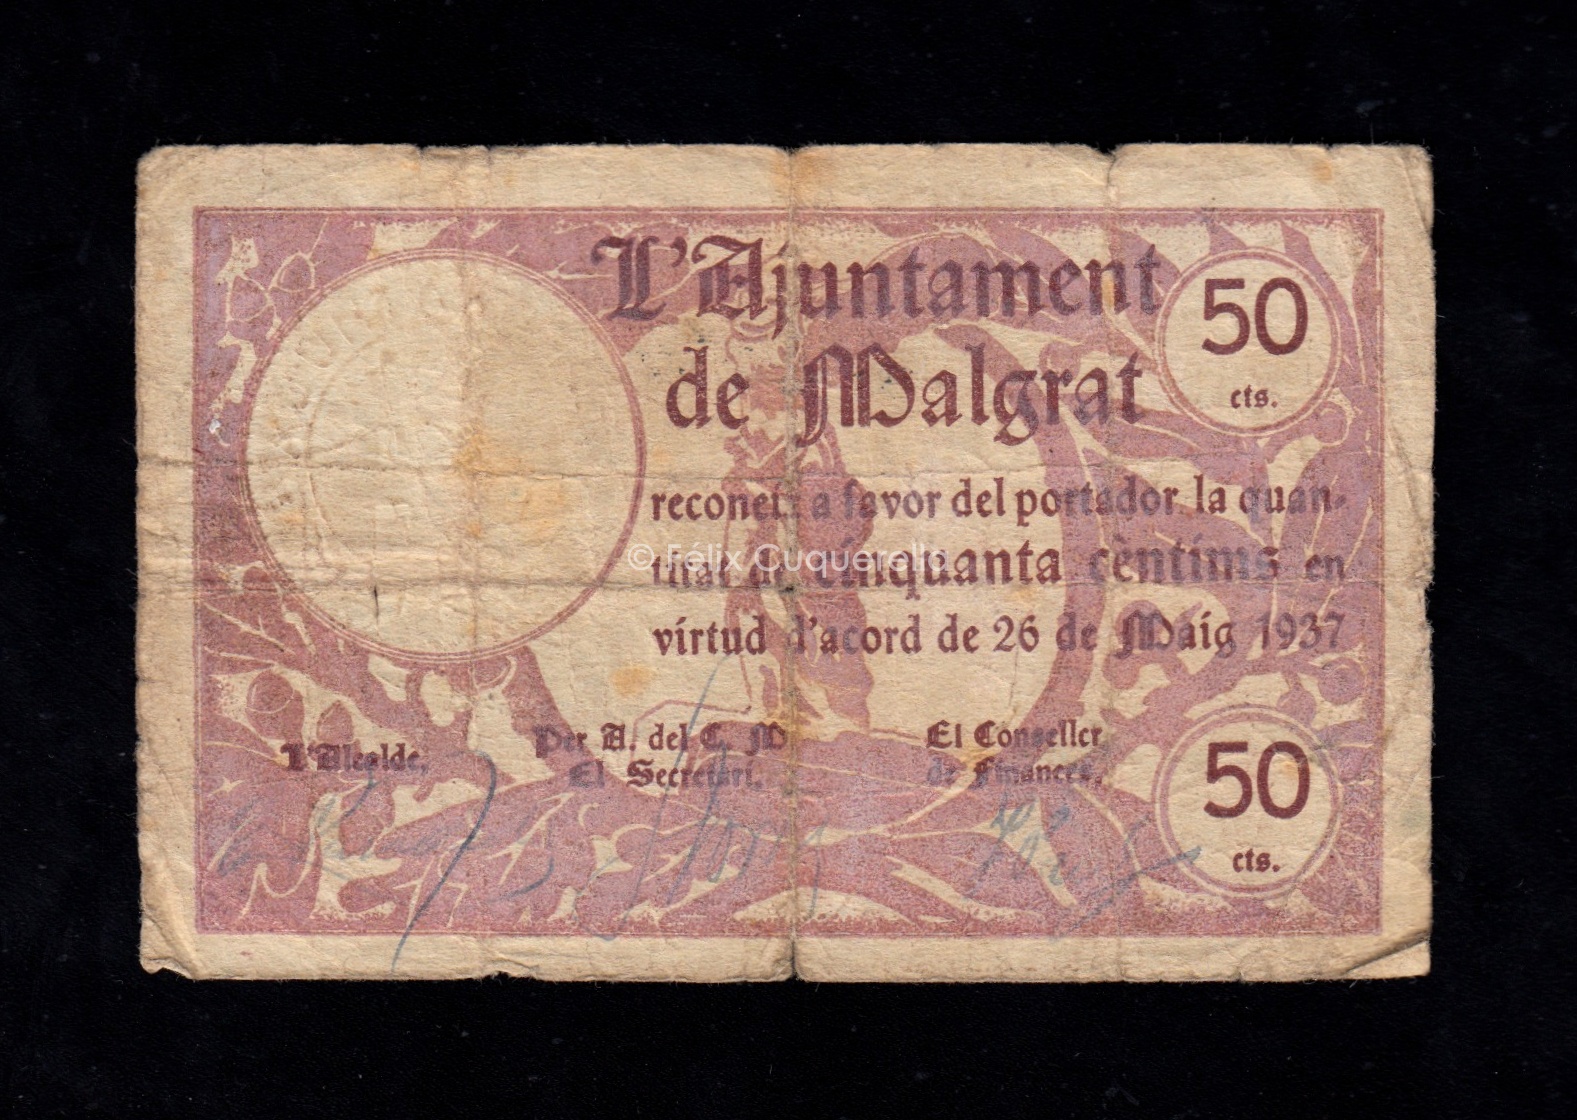 L'Ajuntament
de Malgrat
50
cts.
reconeix a favor del portador la quan-
titat de cinquanta cèntims en
virtud d'acord de 26 de Maig 1937
© Félix Cuquerella
L'Alcalde,
Per A. del C. M.
El Secretari,
El Conseller
de Finances,
50
cts.